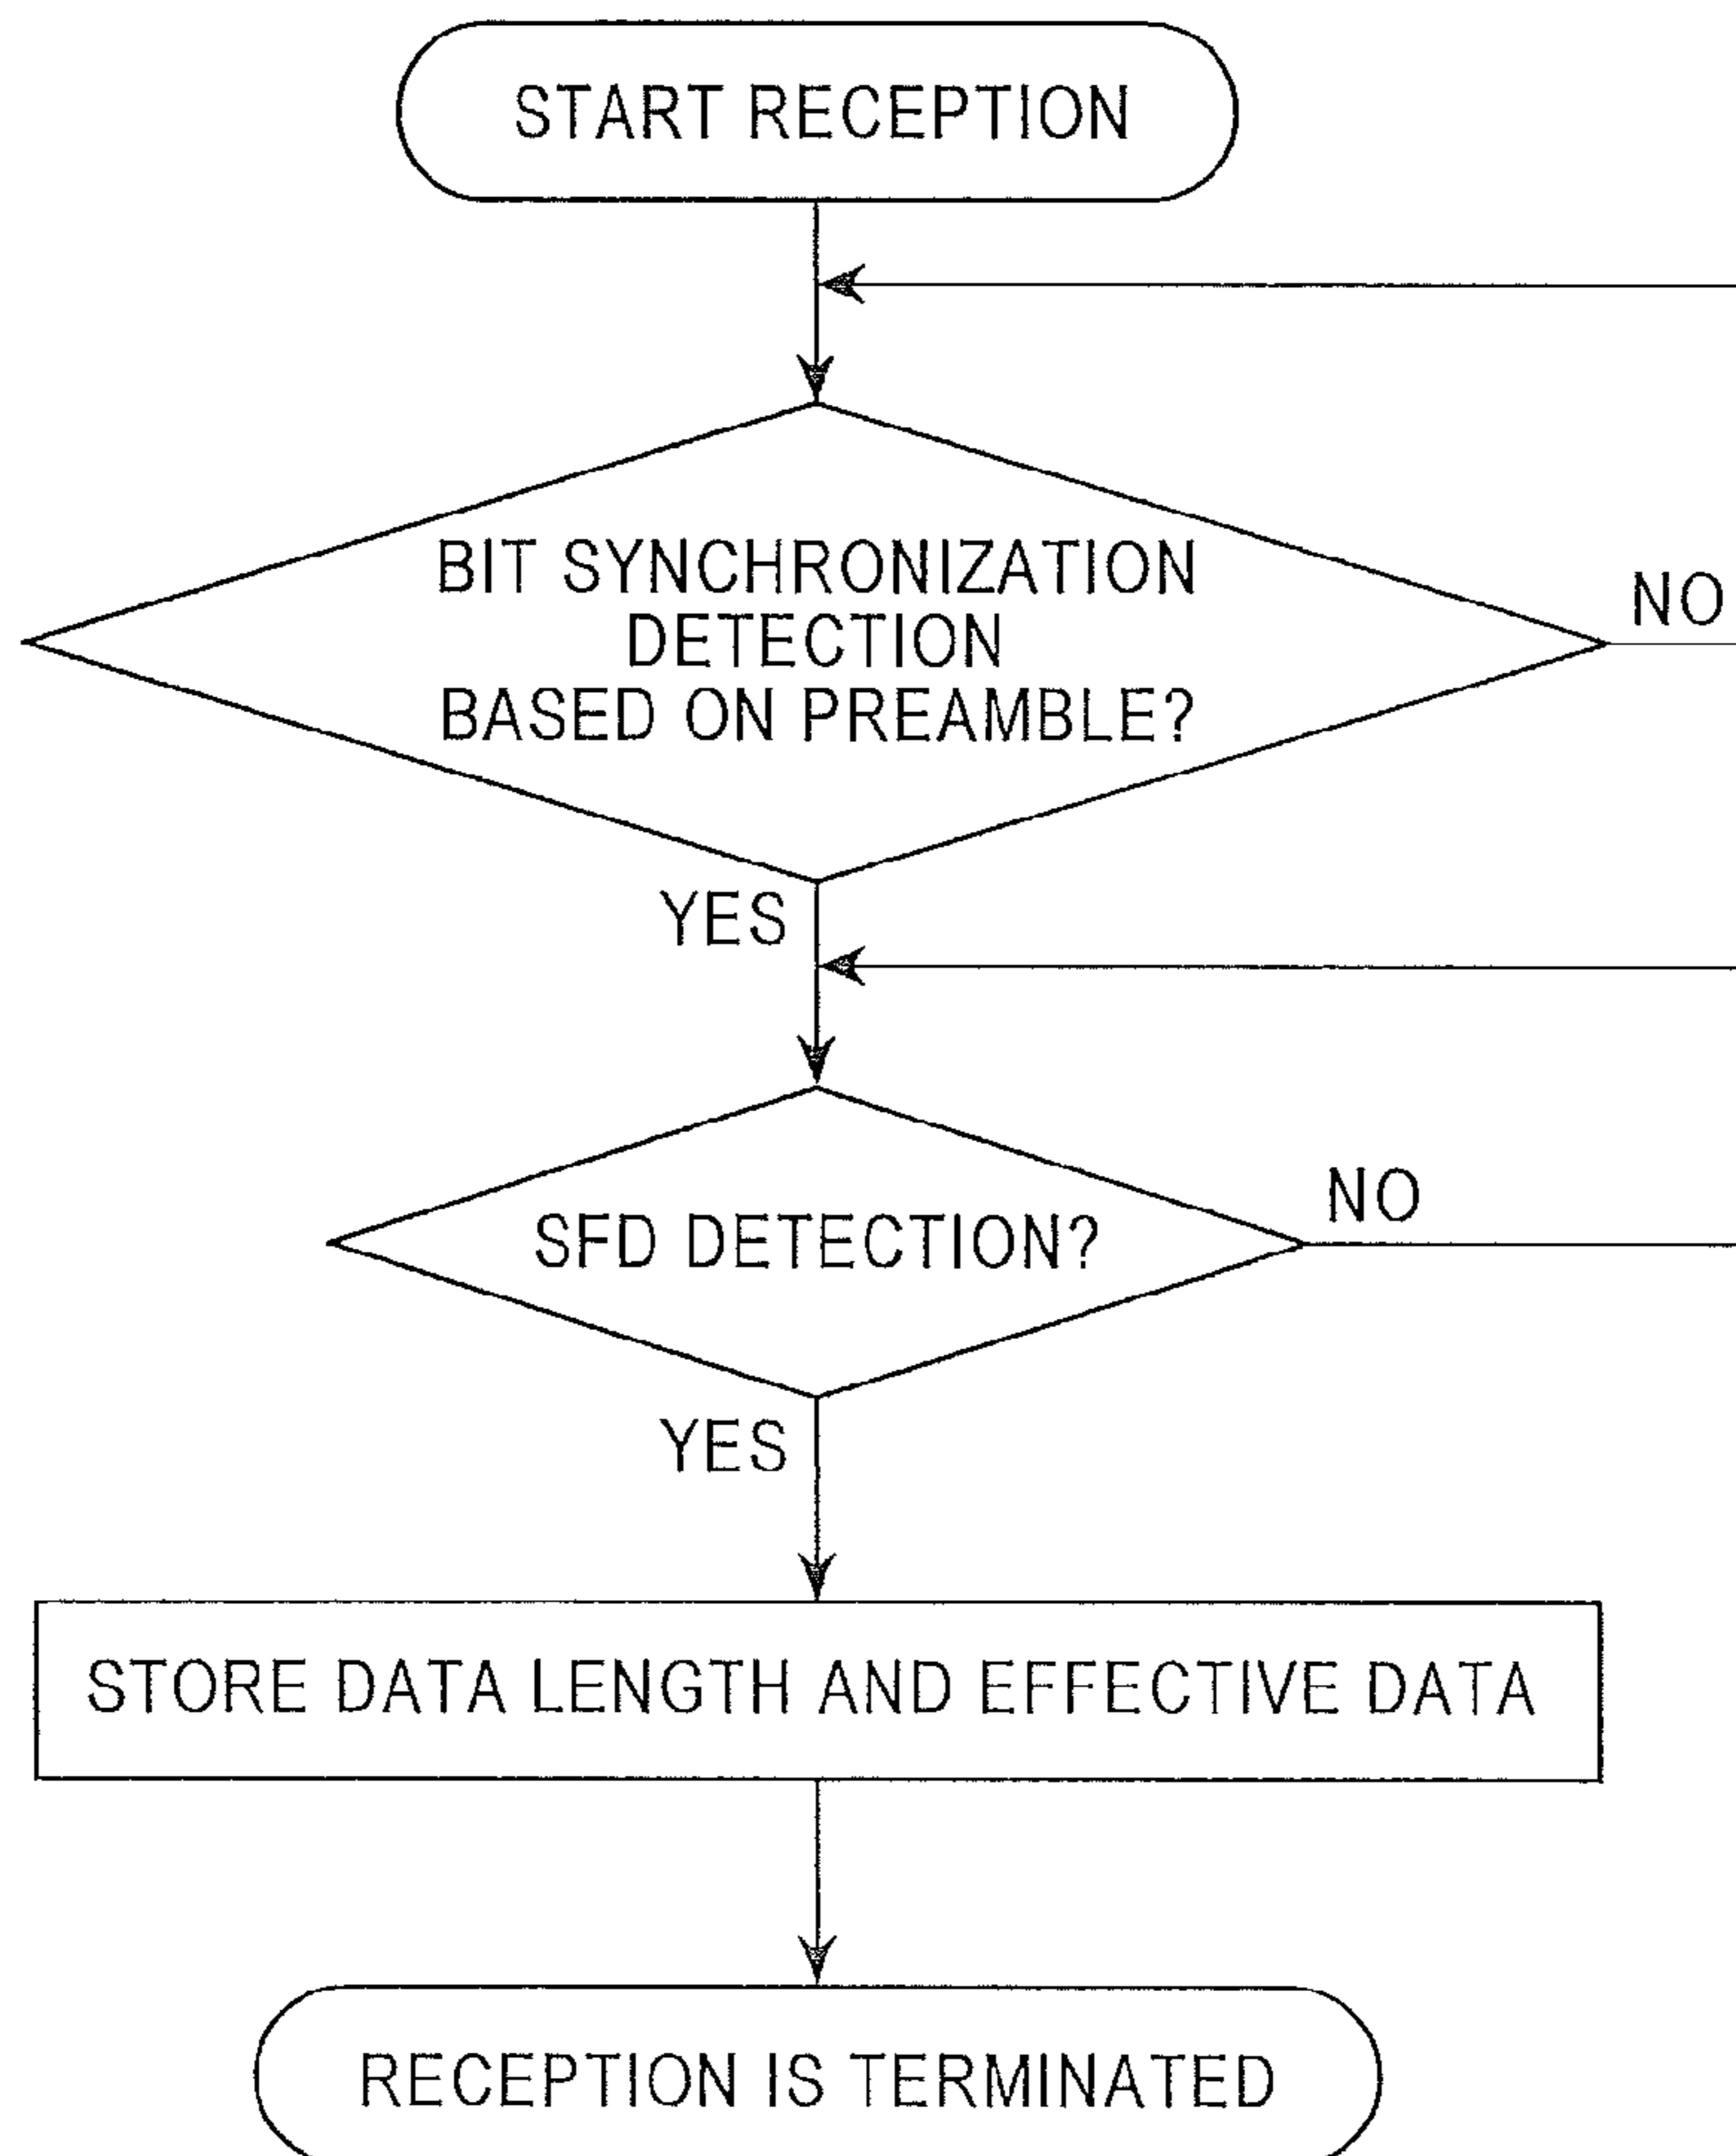 START RECEPTION
BIT SYNCHRONIZATION
DETECTION
BASED ON PREAMBLE?
NO
YES
SFD DETECTION?
NO
YES
STORE DATA LENGTH AND EFFECTIVE DATA
RECEPTION IS TERMINATED